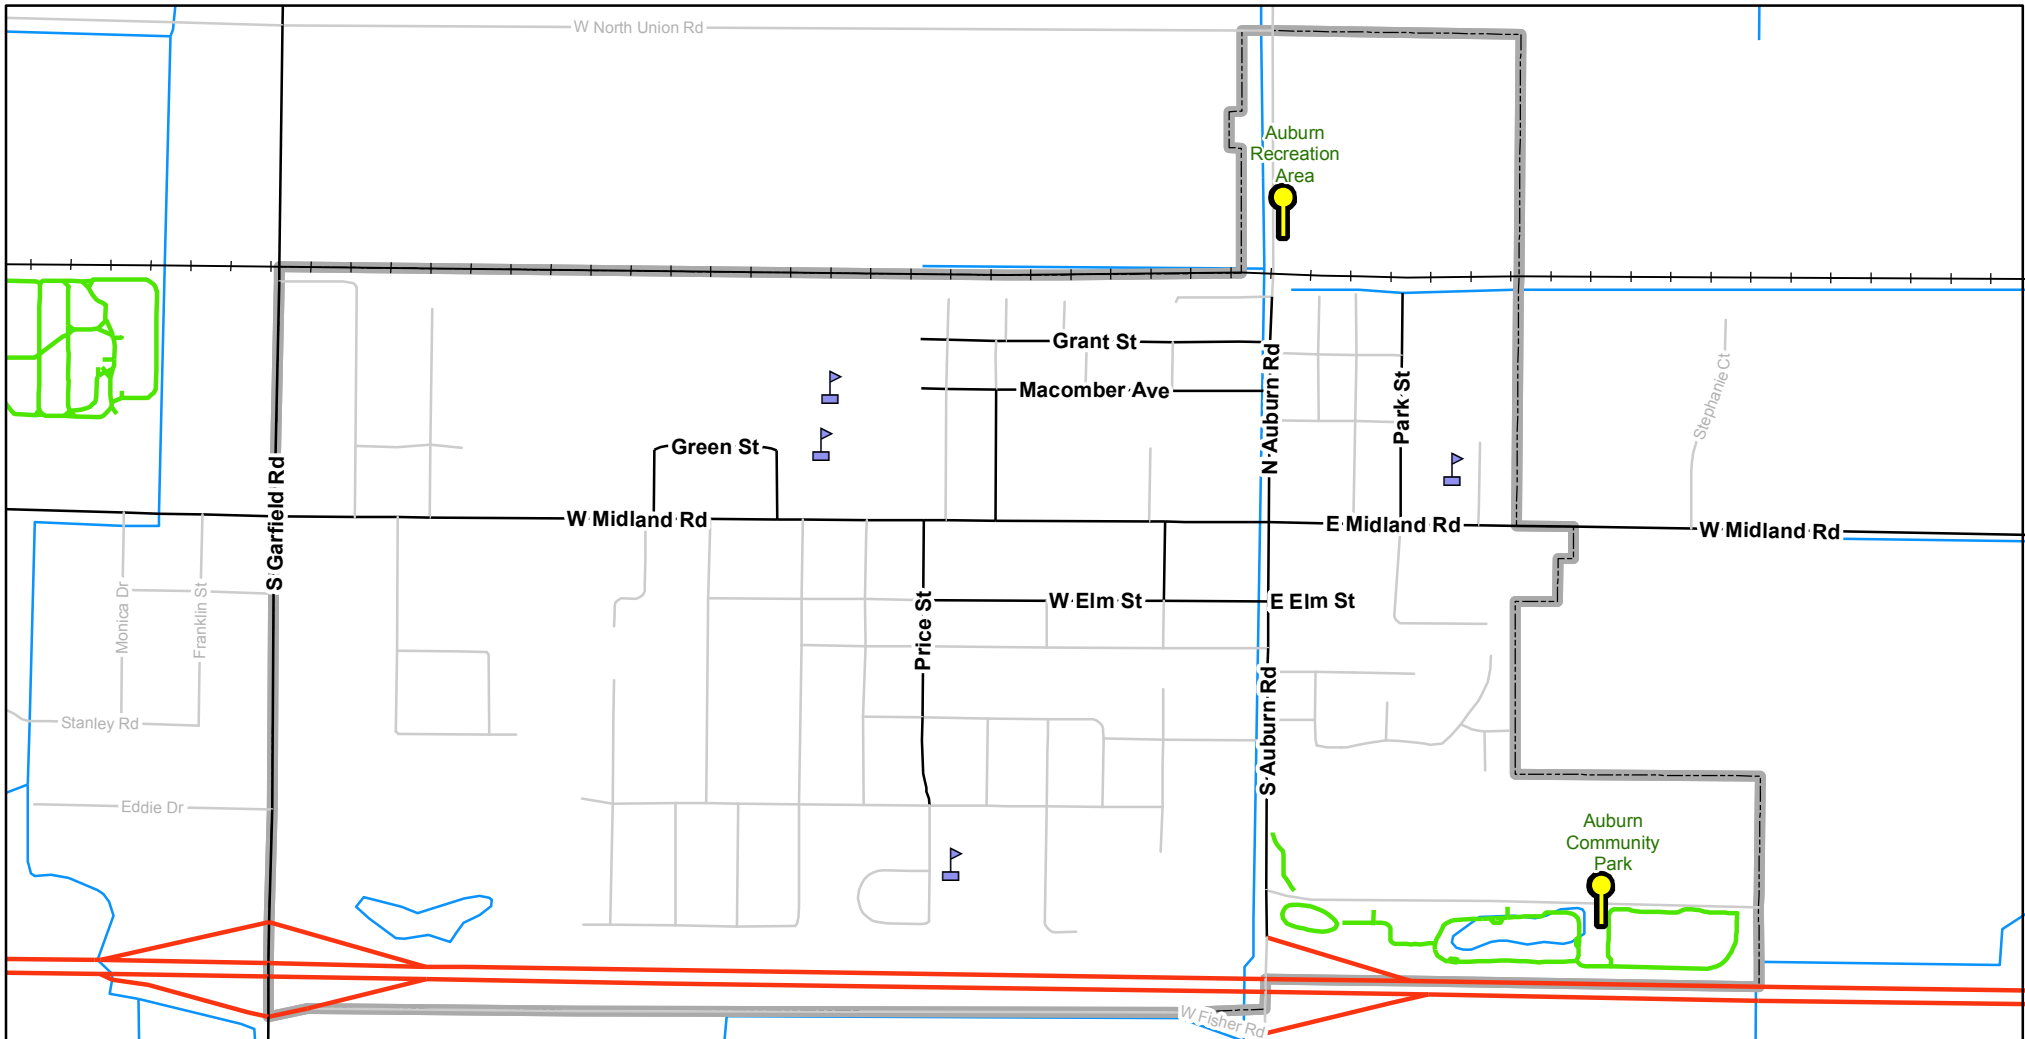 W North Union Rd
Auburn
Recreation
Area
Grant St
Macomber Ave
N Auburn Rd
Park St
Stephanie Ct
Green St
S Garfield Rd
W Midland Rd
E Midland Rd
W Midland Rd
Monica Dr
Franklin St
Price St
W Elm St
E Elm St
Stanley Rd
S Auburn Rd
Eddie Dr
Auburn
Community
Park
W Fisher Rd